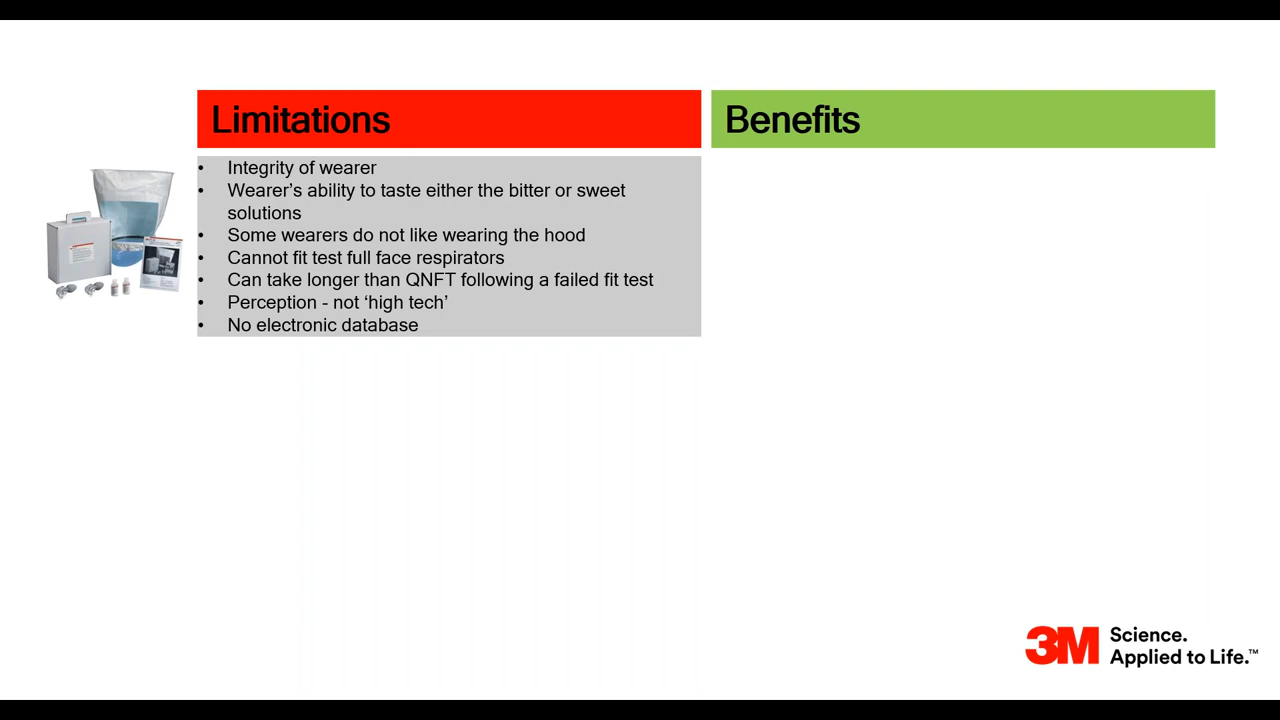 Limitations
Benefits
• Integrity of wearer
• Wearer’s ability to taste either the bitter or sweet
solutions
• Some wearers do not like wearing the hood
• Cannot fit test full face respirators
• Can take longer than QNFT following a failed fit test
• Perception - not ‘high tech’
• No electronic database
3M Science.
Applied to Life.™